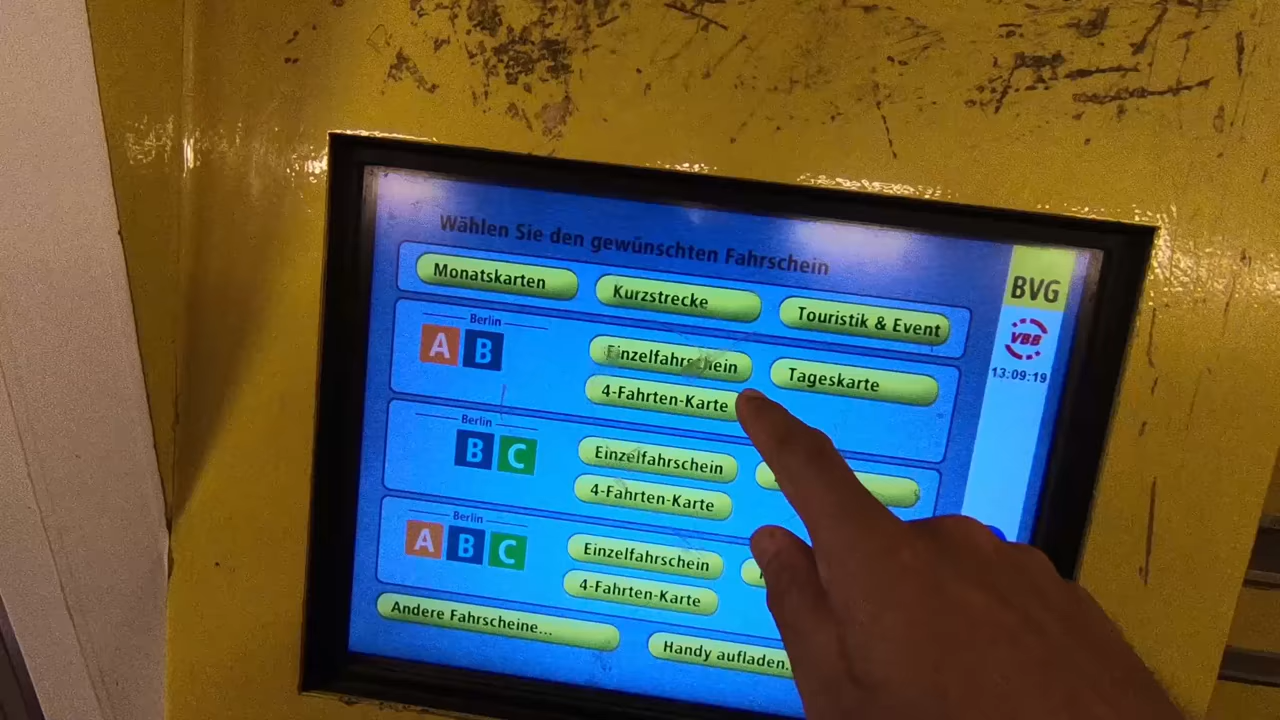 Wählen Sie den gewünschten Fahrschein
Monatskarten
Kurzstrecke
Touristik & Event
BVG
VBB
13:09:19
Berlin
A B
Einzelfahrschein
Tageskarte
4-Fahrten-Karte
Berlin
B C
Einzelfahrschein
4-Fahrten-Karte
Berlin
A B C
Einzelfahrschein
4-Fahrten-Karte
Andere Fahrscheine...
Handy aufladen.